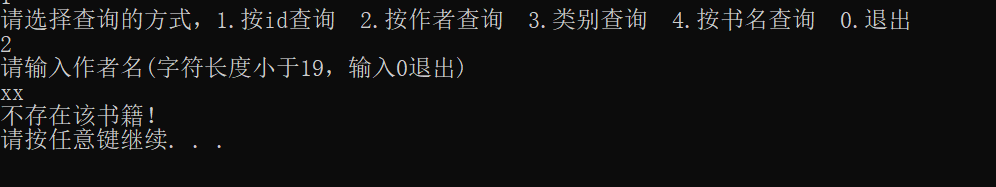 请选择查询的方式，1.按id查询  2.按作者查询  3.类别查询  4.按书名查询  0.退出
2
请输入作者名(字符长度小于19，输入0退出)
xx
不存在该书籍！
请按任意键继续. . .